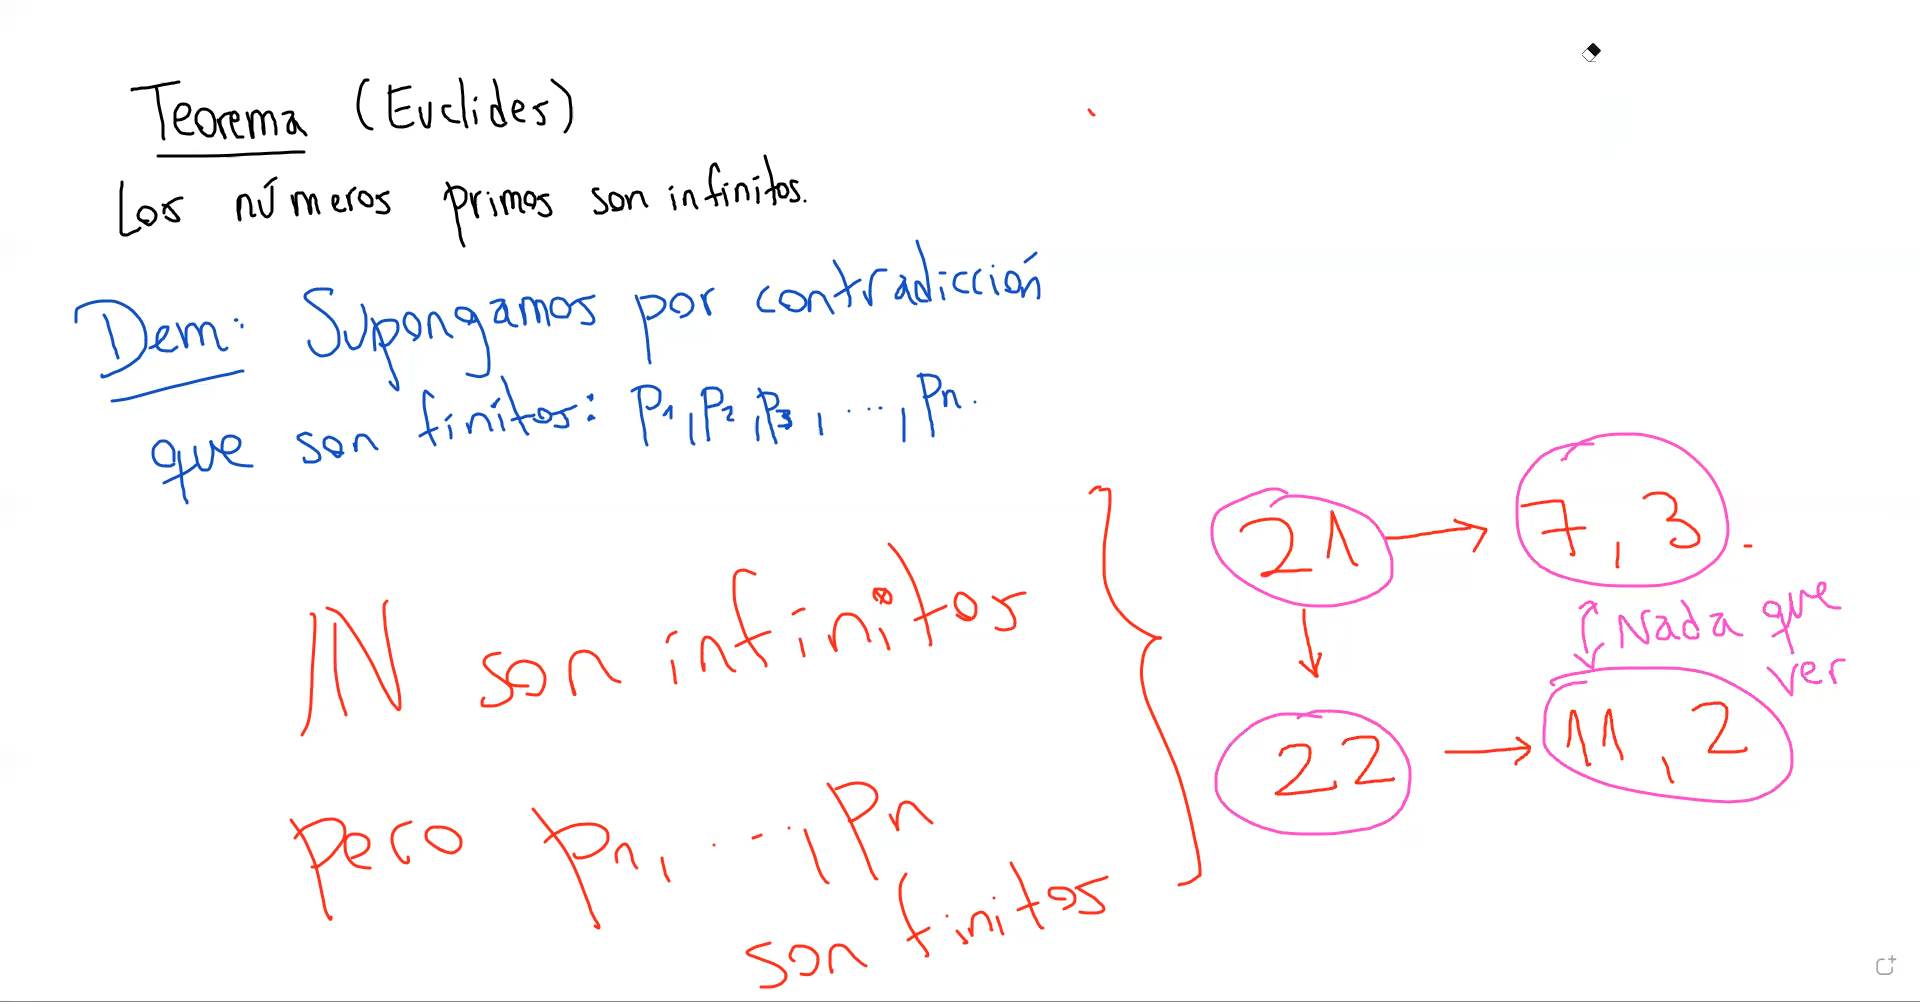 Teorema (Euclides)
Los números primos son infinitos.
Dem: Supongamos por contradicción
que son finitos: p1, p2, p3, ..., pn.
ℕ son infinitos
pero pn, ..., pn
son finitos
21 → 7, 3.
↓
↕ Nada que
ver
22 → 11, 2